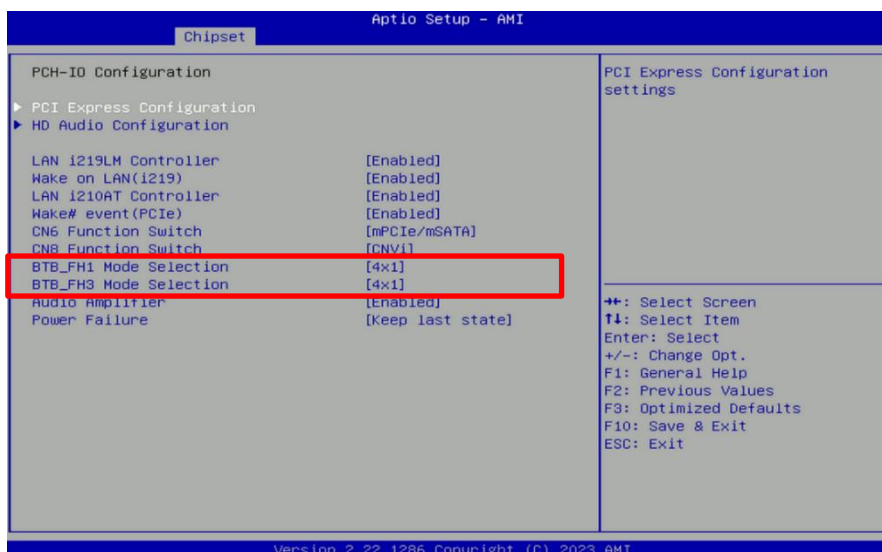 Aptio Setup - AMI
Chipset
PCH-IO Configuration
▶ PCI Express Configuration
▶ HD Audio Configuration
LAN i219LM Controller [Enabled]
Wake on LAN(i219) [Enabled]
LAN i210AT Controller [Enabled]
Wake# event(PCIe) [Enabled]
CN6 Function Switch [mPCIe/mSATA]
CN8 Function Switch [CNVi]
BTB_FH1 Mode Selection [4x1]
BTB_FH3 Mode Selection [4x1]
Audio Amplifier [Enabled]
Power Failure [Keep last state]
PCI Express Configuration
settings
→←: Select Screen
↑↓: Select Item
Enter: Select
+/-: Change Opt.
F1: General Help
F2: Previous Values
F3: Optimized Defaults
F10: Save & Exit
ESC: Exit
Version 2.22.1286 Copyright (C) 2023 AMI